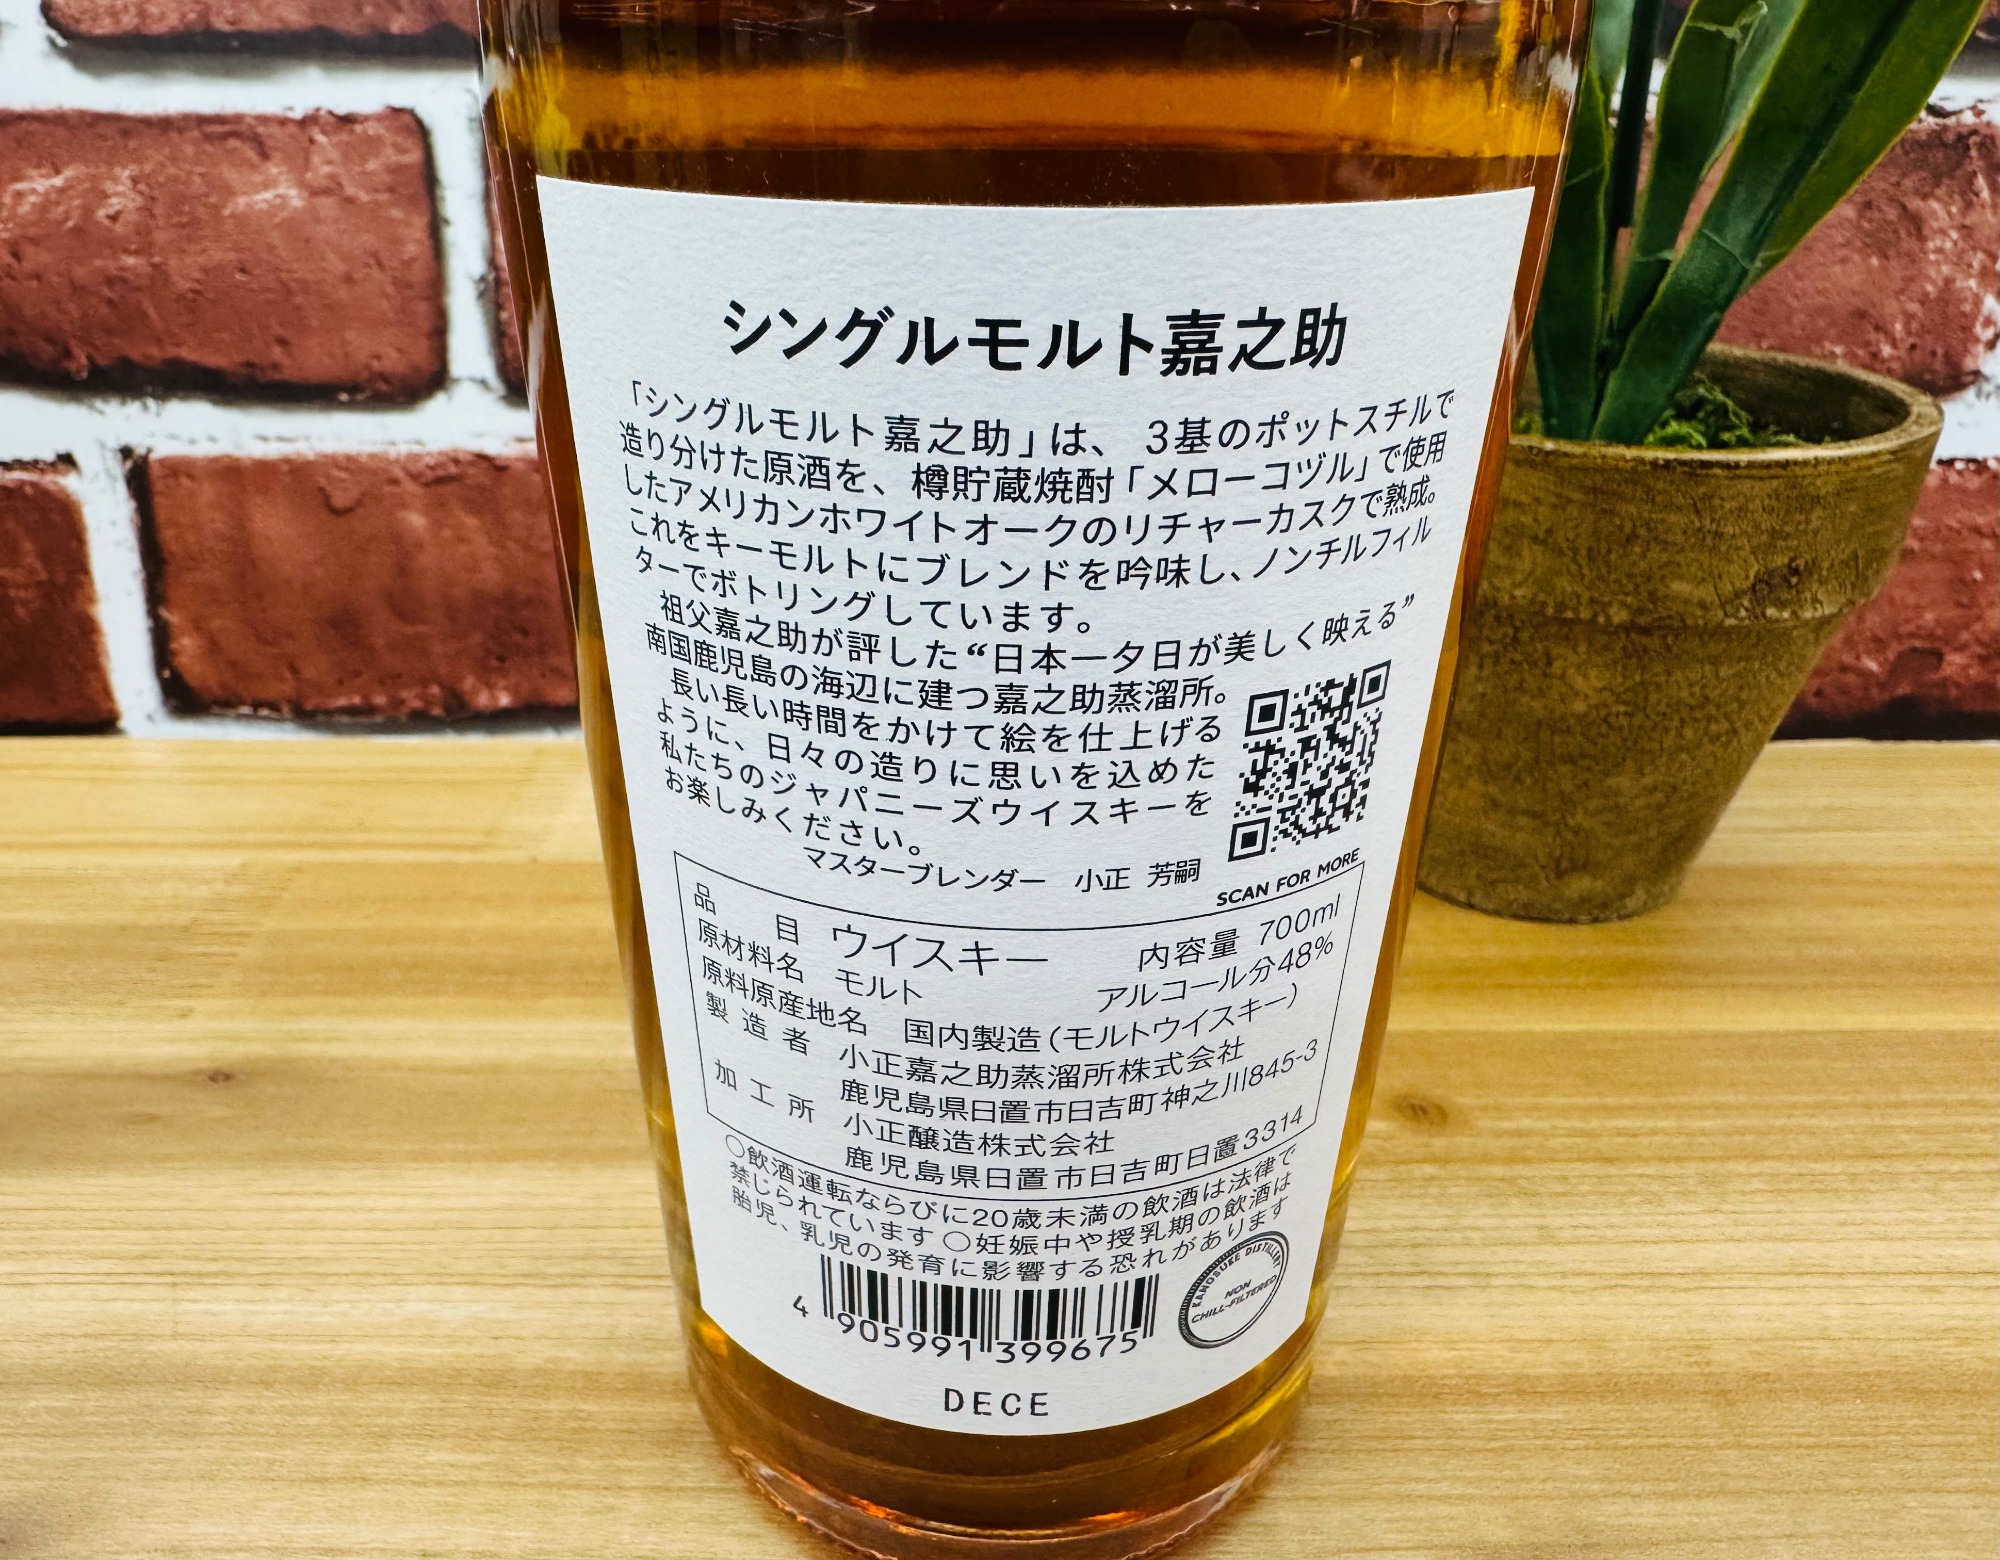 シングルモルト嘉之助
「シングルモルト嘉之助」は、3基のポットスチルで
造り分けた原酒を、樽貯蔵焼酎「メローコヅル」で使用
したアメリカンホワイトオークのリチャーカスクで熟成。
これをキーモルトにブレンドを吟味し、ノンチルフィル
ターでボトリングしています。
祖父嘉之助が評した“日本一夕日が美しく映える”
南国鹿児島の海辺に建つ嘉之助蒸溜所。
長い長い時間をかけて絵を仕上げる
ように、日々の造りに思いを込めた
私たちのジャパニーズウイスキーを
お楽しみください。
マスターブレンダー 小正 芳嗣
SCAN FOR MORE
品目 ウイスキー 内容量 700ml
原材料名 モルト アルコール分48%
原料原産地名 国内製造(モルトウイスキー)
製造者 小正嘉之助蒸溜所株式会社
鹿児島県日置市日吉町神之川845-3
加工所 小正醸造株式会社
鹿児島県日置市日吉町日置3314
○飲酒運転ならびに20歳未満の飲酒は法律で
禁じられています ○妊娠中や授乳期の飲酒は
胎児、乳児の発育に影響する恐れがあります
4 905991 399675
KANOSUKE DISTILLERY
NON
CHILL-FILTERED
DECE